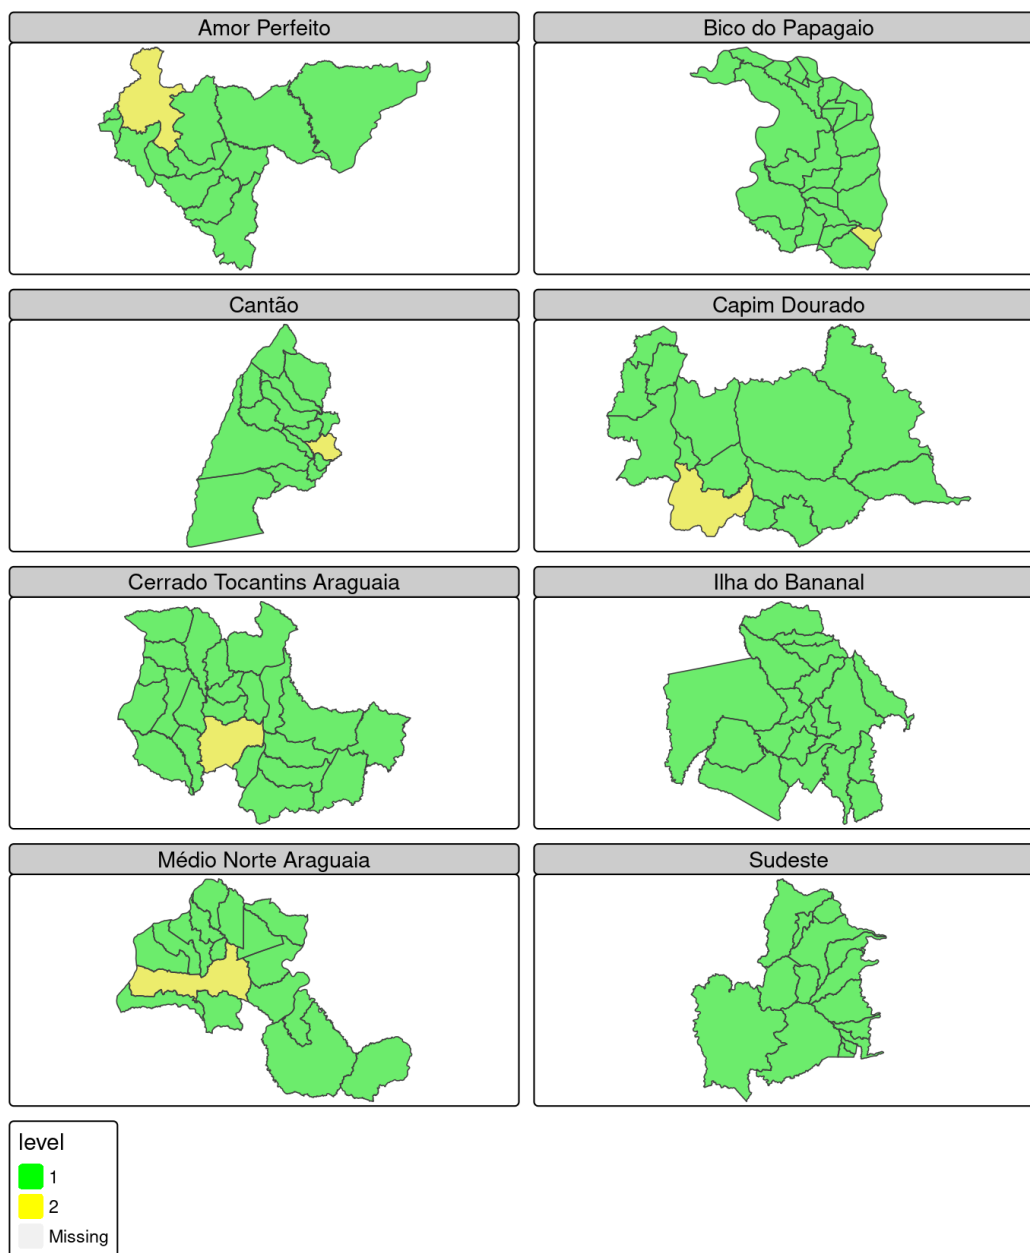 Amor Perfeito
Bico do Papagaio
Cantão
Capim Dourado
Cerrado Tocantins Araguaia
Ilha do Bananal
Médio Norte Araguaia
Sudeste
level
1
2
Missing